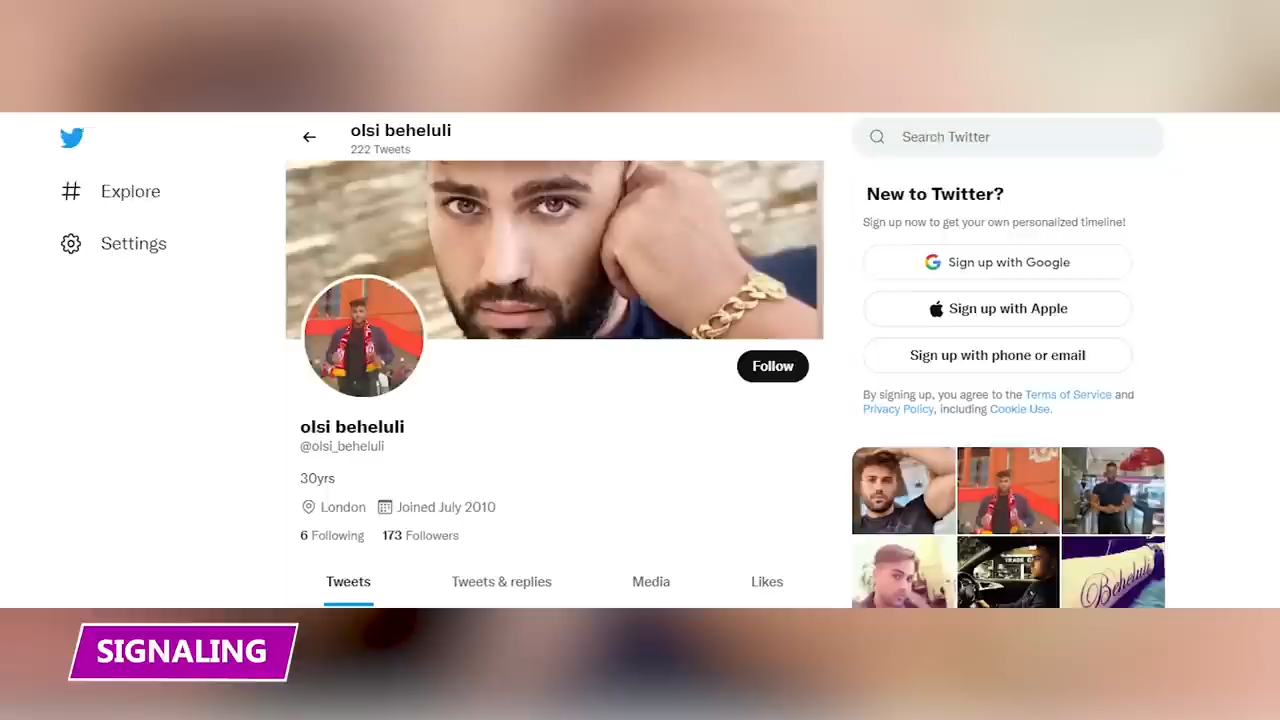 olsi beheluli
222 Tweets
Search Twitter
Explore
Settings
New to Twitter?
Sign up now to get your own personalized timeline!
Sign up with Google
Sign up with Apple
Sign up with phone or email
By signing up, you agree to the Terms of Service and
Privacy Policy, including Cookie Use.
Follow
olsi beheluli
@olsi_beheluli
30yrs
London Joined July 2010
6 Following 173 Followers
Tweets Tweets & replies Media Likes
TRADE
Beheluli
SIGNALING